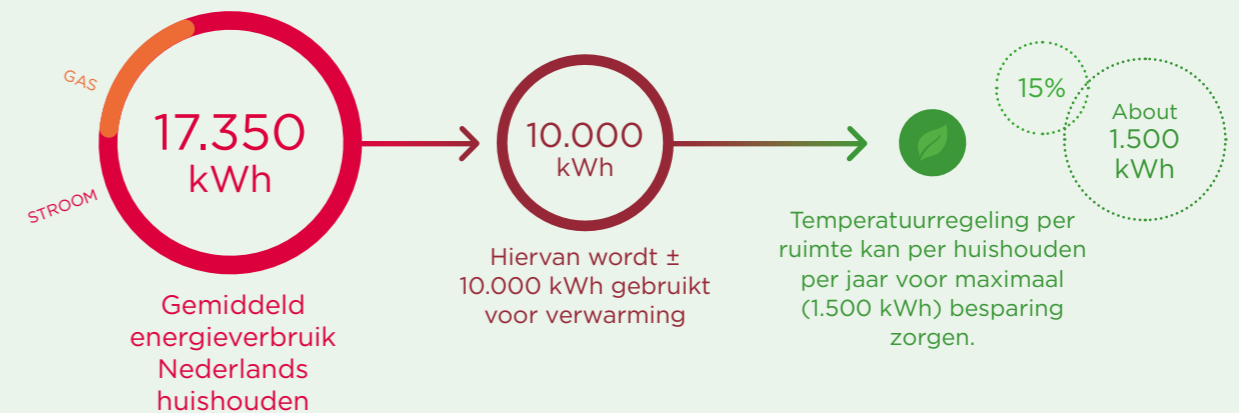 GAS
STROOM
17.350
kWh
Gemiddeld
energieverbruik
Nederlands
huishouden
10.000
kWh
Hiervan wordt ±
10.000 kWh gebruikt
voor verwarming
15%
About
1.500
kWh
Temperatuurregeling per
ruimte kan per huishouden
per jaar voor maximaal
(1.500 kWh) besparing
zorgen.